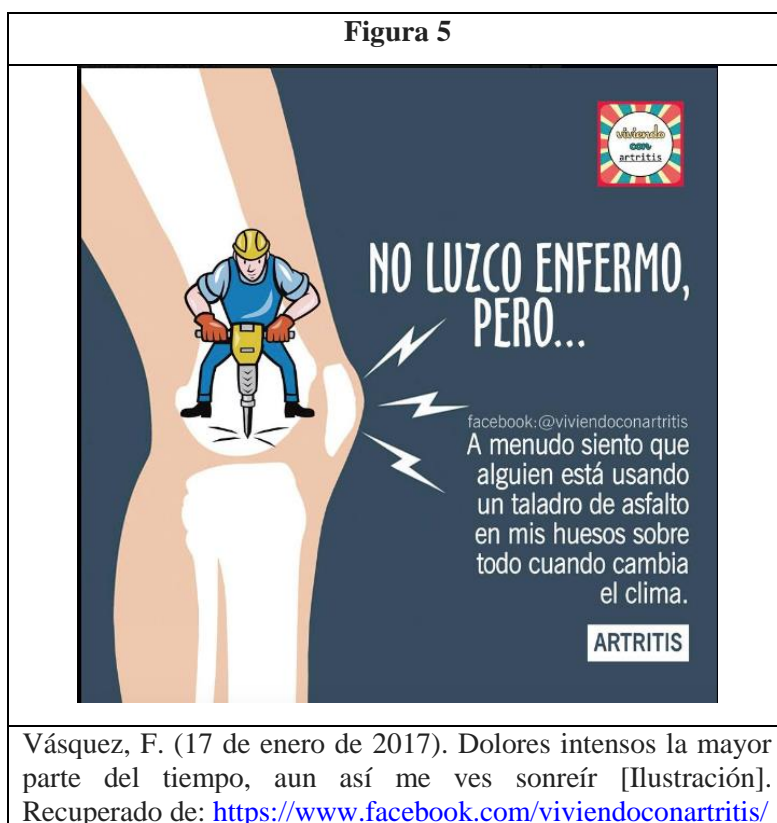 Figura 5
viviendo
con
artritis
NO LUZCO ENFERMO,
PERO...
facebook:@viviendoconartritis
A menudo siento que
alguien está usando
un taladro de asfalto
en mis huesos sobre
todo cuando cambia
el clima.
ARTRITIS
Vásquez, F. (17 de enero de 2017). Dolores intensos la mayor
parte del tiempo, aun así me ves sonreír [Ilustración].
Recuperado de: https://www.facebook.com/viviendoconartritis/